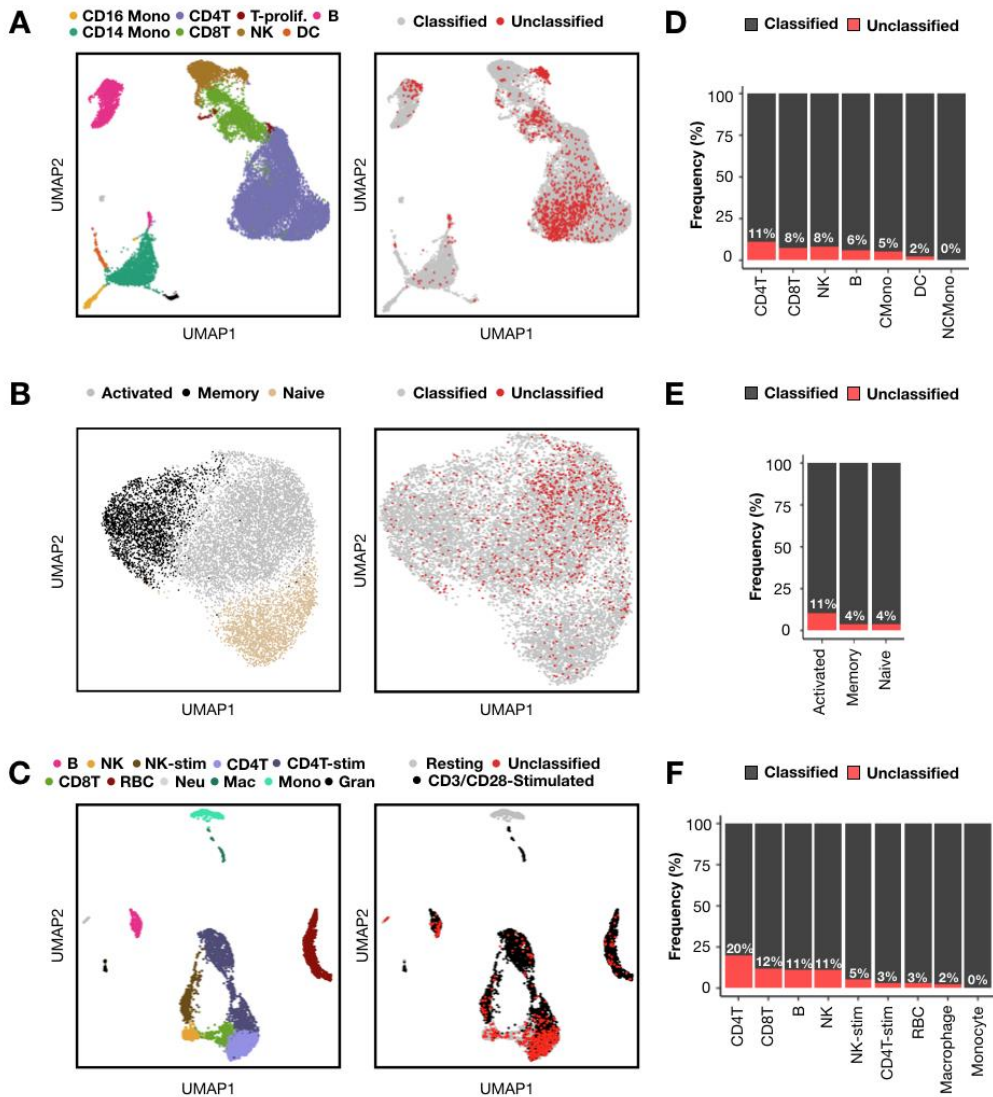 A
CD16 Mono CD4T T-prolif. B
CD14 Mono CD8T NK DC
Classified Unclassified
UMAP2
UMAP1
UMAP2
UMAP1
D
Classified Unclassified
Frequency (%)
100
75
50
25
0
11% 8% 8% 6% 5% 2% 0%
CD4T
CD8T
NK
B
CMono
DC
NCMono
B
Activated Memory Naive
Classified Unclassified
UMAP2
UMAP1
UMAP2
UMAP1
E
Classified Unclassified
Frequency (%)
100
75
50
25
0
11% 4% 4%
Activated
Memory
Naive
C
B NK NK-stim CD4T CD4T-stim
CD8T RBC Neu Mac Mono Gran
Resting Unclassified
CD3/CD28-Stimulated
UMAP2
UMAP1
UMAP2
UMAP1
F
Classified Unclassified
Frequency (%)
100
75
50
25
0
20% 12% 11% 11% 5% 3% 3% 2% 0%
CD4T
CD8T
B
NK
NK-stim
CD4T-stim
RBC
Macrophage
Monocyte